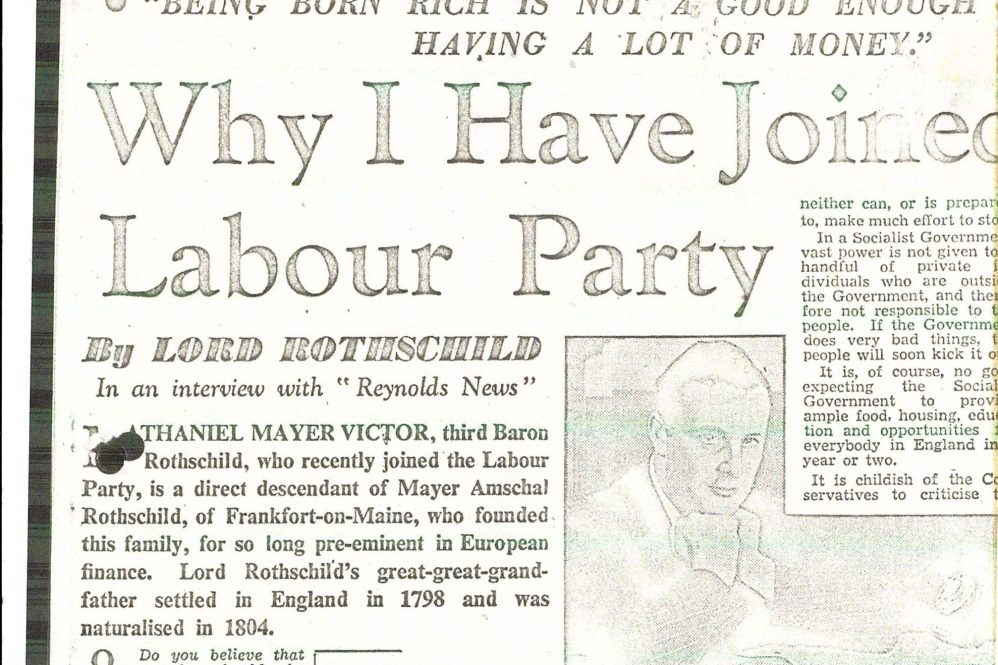 "BEING BORN RICH IS NOT A GOOD ENOUGH
HAVING A LOT OF MONEY."
Why I Have Joined
Labour Party
By LORD ROTHSCHILD
In an interview with "Reynolds News"
ATHANIEL MAYER VICTOR, third Baron
Rothschild, who recently joined the Labour
Party, is a direct descendant of Mayer Amschal
Rothschild, of Frankfort-on-Maine, who founded
this family, for so long pre-eminent in European
finance. Lord Rothschild's great-great-grand-
father settled in England in 1798 and was
naturalised in 1804.
Q Do you believe that
neither can, or is prepar
to, make much effort to sto
In a Socialist Governme
vast power is not given to
handful of private i
dividuals who are outsi
the Government, and ther
fore not responsible to t
people. If the Governme
does very bad things, t
people will soon kick it o
It is, of course, no go
expecting the Social
Government to provi
ample food, housing, edu
tion and opportunities
everybody in England in
year or two.
It is childish of the Co
servatives to criticise t